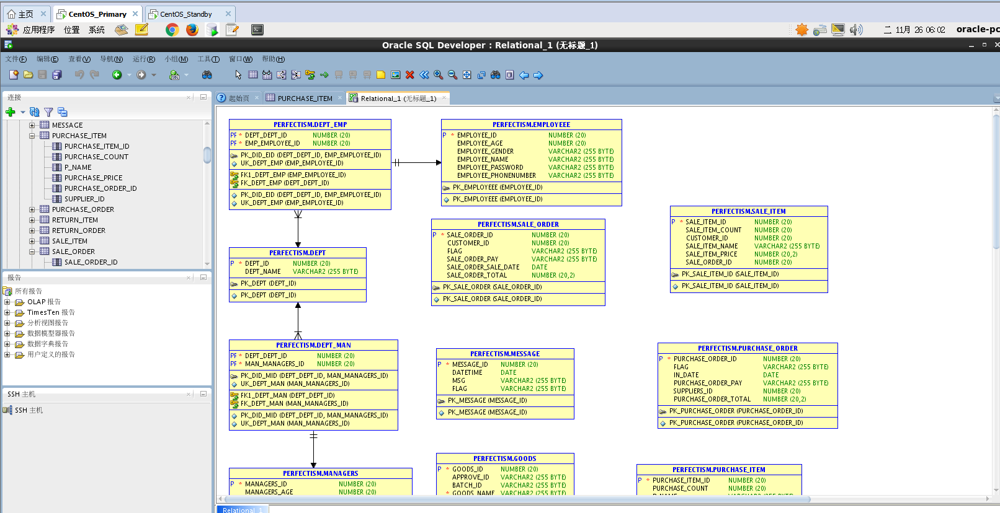 主页 CentOS_Primary CentOS_Standby
应用程序 位置 系统 二 11月 26 06:02 oracle-pc
Oracle SQL Developer : Relational_1 (无标题_1)
文件(F) 编辑(E) 查看(V) 导航(N) 运行(R) 小组(M) 工具(T) 窗口(W) 帮助(H)
连接
MESSAGE
PURCHASE_ITEM
PURCHASE_ITEM_ID
PURCHASE_COUNT
P_NAME
PURCHASE_PRICE
PURCHASE_ORDER_ID
SUPPLIER_ID
PURCHASE_ORDER
RETURN_ITEM
RETURN_ORDER
SALE_ITEM
SALE_ORDER
SALE_ORDER_ID
报告
所有报告
OLAP 报告
TimesTen 报告
分析视图报告
数据模型器报告
数据字典报告
用户定义的报告
SSH 主机
SSH 主机
起始页 PURCHASE_ITEM Relational_1 (无标题_1)
PERFECTISM.DEPT_EMP
PF * DEPT_DEPT_ID NUMBER (20)
PF * EMP_EMPLOYEE_ID NUMBER (20)
PK_DID_EID (DEPT_DEPT_ID, EMP_EMPLOYEE_ID)
UK_DEPT_EMP (EMP_EMPLOYEE_ID)
FK1_DEPT_EMP (EMP_EMPLOYEE_ID)
FK_DEPT_EMP (DEPT_DEPT_ID)
PK_DID_EID (DEPT_DEPT_ID, EMP_EMPLOYEE_ID)
UK_DEPT_EMP (EMP_EMPLOYEE_ID)
PERFECTISM.EMPLOYEEE
P * EMPLOYEE_ID NUMBER (20)
EMPLOYEE_AGE NUMBER (20)
EMPLOYEE_GENDER VARCHAR2 (255 BYTE)
EMPLOYEE_NAME VARCHAR2 (255 BYTE)
EMPLOYEE_PASSWORD VARCHAR2 (255 BYTE)
EMPLOYEE_PHONENUMBER VARCHAR2 (255 BYTE)
PK_EMPLOYEEE (EMPLOYEE_ID)
PK_EMPLOYEEE (EMPLOYEE_ID)
PERFECTISM.SALE_ITEM
P * SALE_ITEM_ID NUMBER (20)
SALE_ITEM_COUNT NUMBER (20)
CUSTOMER_ID NUMBER (20)
SALE_ITEM_NAME VARCHAR2 (255 BYTE)
SALE_ITEM_PRICE NUMBER (20,2)
SALE_ORDER_ID NUMBER (20)
PK_SALE_ITEM_ID (SALE_ITEM_ID)
PK_SALE_ITEM_ID (SALE_ITEM_ID)
PERFECTISM.SALE_ORDER
P * SALE_ORDER_ID NUMBER (20)
CUSTOMER_ID NUMBER (20)
FLAG VARCHAR2 (255 BYTE)
SALE_ORDER_PAY VARCHAR2 (255 BYTE)
SALE_ORDER_SALE_DATE DATE
SALE_ORDER_TOTAL NUMBER (20,2)
PK_SALE_ORDER (SALE_ORDER_ID)
PK_SALE_ORDER (SALE_ORDER_ID)
PERFECTISM.DEPT
P * DEPT_ID NUMBER (20)
DEPT_NAME VARCHAR2 (255 BYTE)
PK_DEPT (DEPT_ID)
PK_DEPT (DEPT_ID)
PERFECTISM.DEPT_MAN
PF * DEPT_DEPT_ID NUMBER (20)
PF * MAN_MANAGERS_ID NUMBER (20)
PK_DID_MID (DEPT_DEPT_ID, MAN_MANAGERS_ID)
UK_DEPT_MAN (MAN_MANAGERS_ID)
FK1_DEPT_MAN (DEPT_DEPT_ID)
FK_DEPT_MAN (MAN_MANAGERS_ID)
PK_DID_MID (DEPT_DEPT_ID, MAN_MANAGERS_ID)
UK_DEPT_MAN (MAN_MANAGERS_ID)
PERFECTISM.MESSAGE
P * MESSAGE_ID NUMBER (20)
DATETIME DATE
MSG VARCHAR2 (255 BYTE)
FLAG VARCHAR2 (255 BYTE)
PK_MESSAGE (MESSAGE_ID)
PK_MESSAGE (MESSAGE_ID)
PERFECTISM.PURCHASE_ORDER
P * PURCHASE_ORDER_ID NUMBER (20)
FLAG VARCHAR2 (255 BYTE)
IN_DATE DATE
PURCHASE_ORDER_PAY VARCHAR2 (255 BYTE)
SUPPLIERS_ID NUMBER (20)
PURCHASE_ORDER_TOTAL NUMBER (20,2)
PK_PURCHASE_ORDER (PURCHASE_ORDER_ID)
PK_PURCHASE_ORDER (PURCHASE_ORDER_ID)
PERFECTISM.MANAGERS
P * MANAGERS_ID NUMBER (20)
MANAGERS_AGE NUMBER (20)
PERFECTISM.GOODS
P * GOODS_ID NUMBER (20)
APPROVE_ID VARCHAR2 (255 BYTE)
BATCH_ID NUMBER (20)
* GOODS_NAME VARCHAR2 (255 BYTE)
PERFECTISM.PURCHASE_ITEM
P * PURCHASE_ITEM_ID NUMBER (20)
PURCHASE_COUNT NUMBER (20)
Relational_1